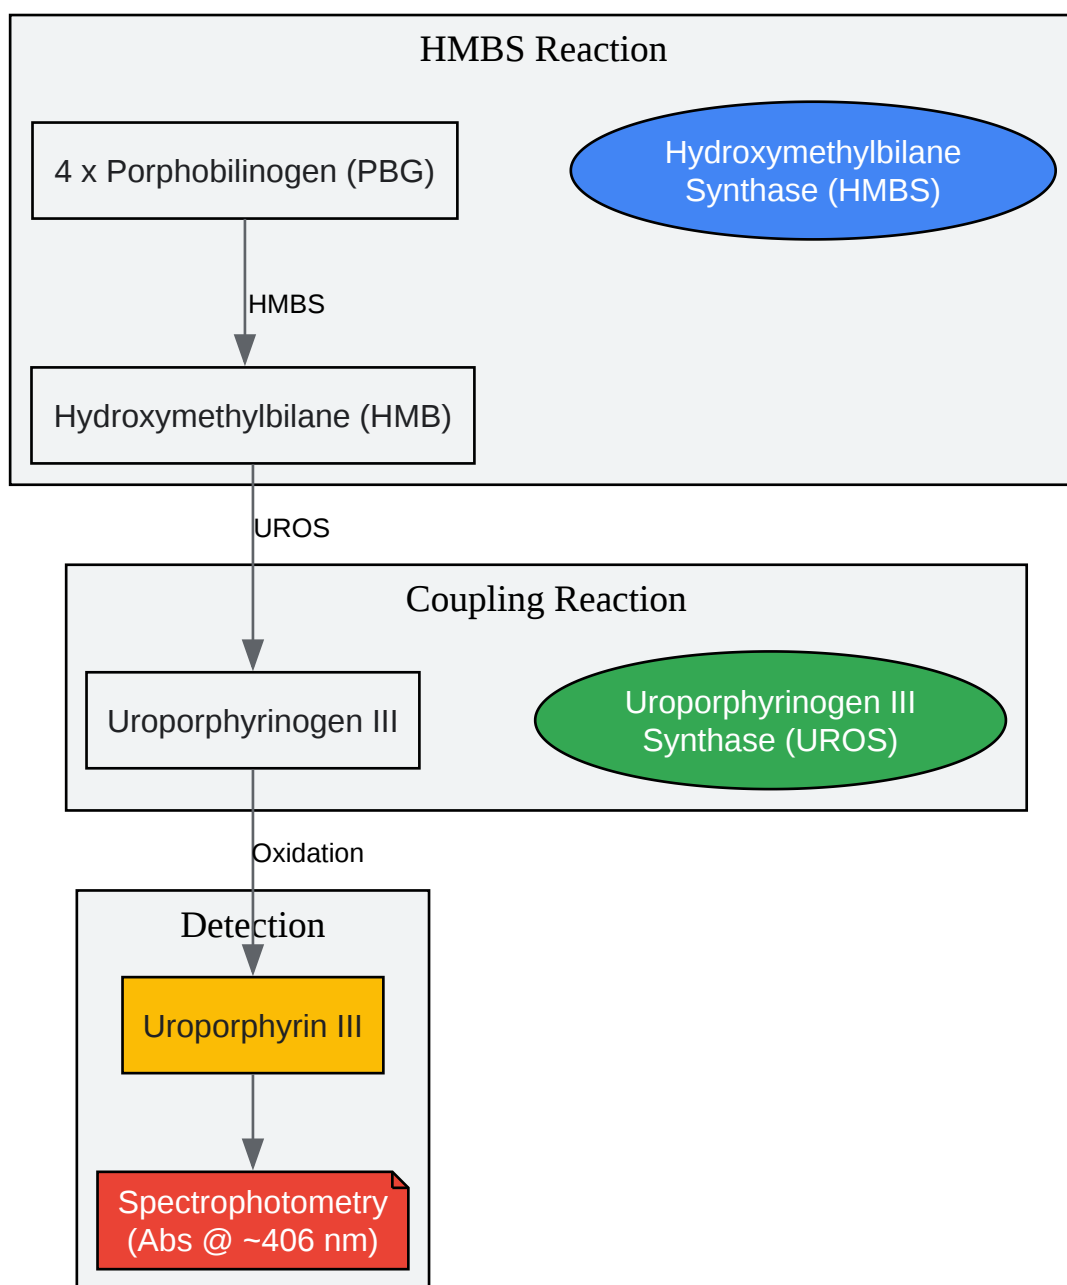 HMBS Reaction
4 x Porphobilinogen (PBG)
Hydroxymethylbilane
Synthase (HMBS)
HMBS
Hydroxymethylbilane (HMB)
UROS
Coupling Reaction
Uroporphyrinogen III
Uroporphyrinogen III
Synthase (UROS)
Oxidation
Detection
Uroporphyrin III
Spectrophotometry
(Abs @ ~406 nm)